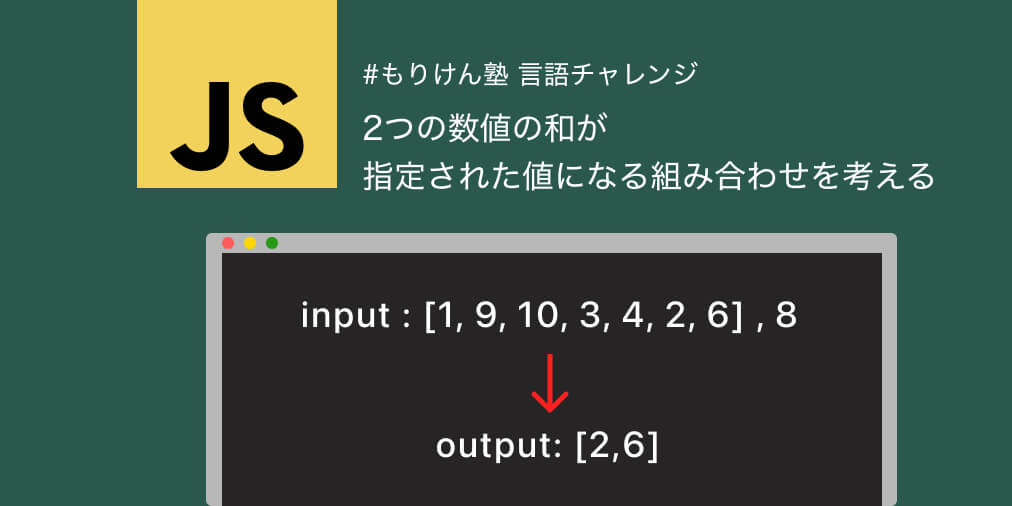 JS
#もりけん塾 言語チャレンジ
2つの数値の和が
指定された値になる組み合わせを考える
input : [1, 9, 10, 3, 4, 2, 6] , 8
output: [2,6]